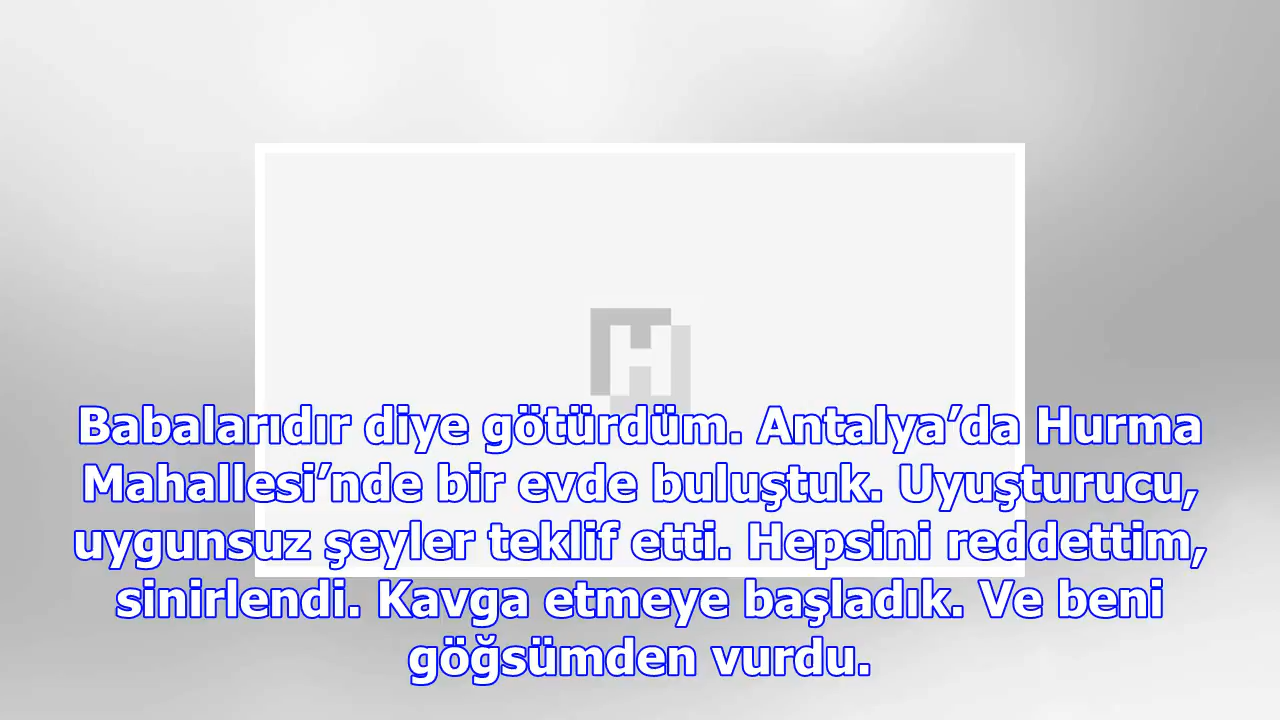 H
Babalarıdır diye götürdüm. Antalya’da Hurma
Mahallesi’nde bir evde buluştuk. Uyuşturucu,
uygunsuz şeyler teklif etti. Hepsini reddettim,
sinirlendi. Kavga etmeye başladık. Ve beni
göğsümden vurdu.